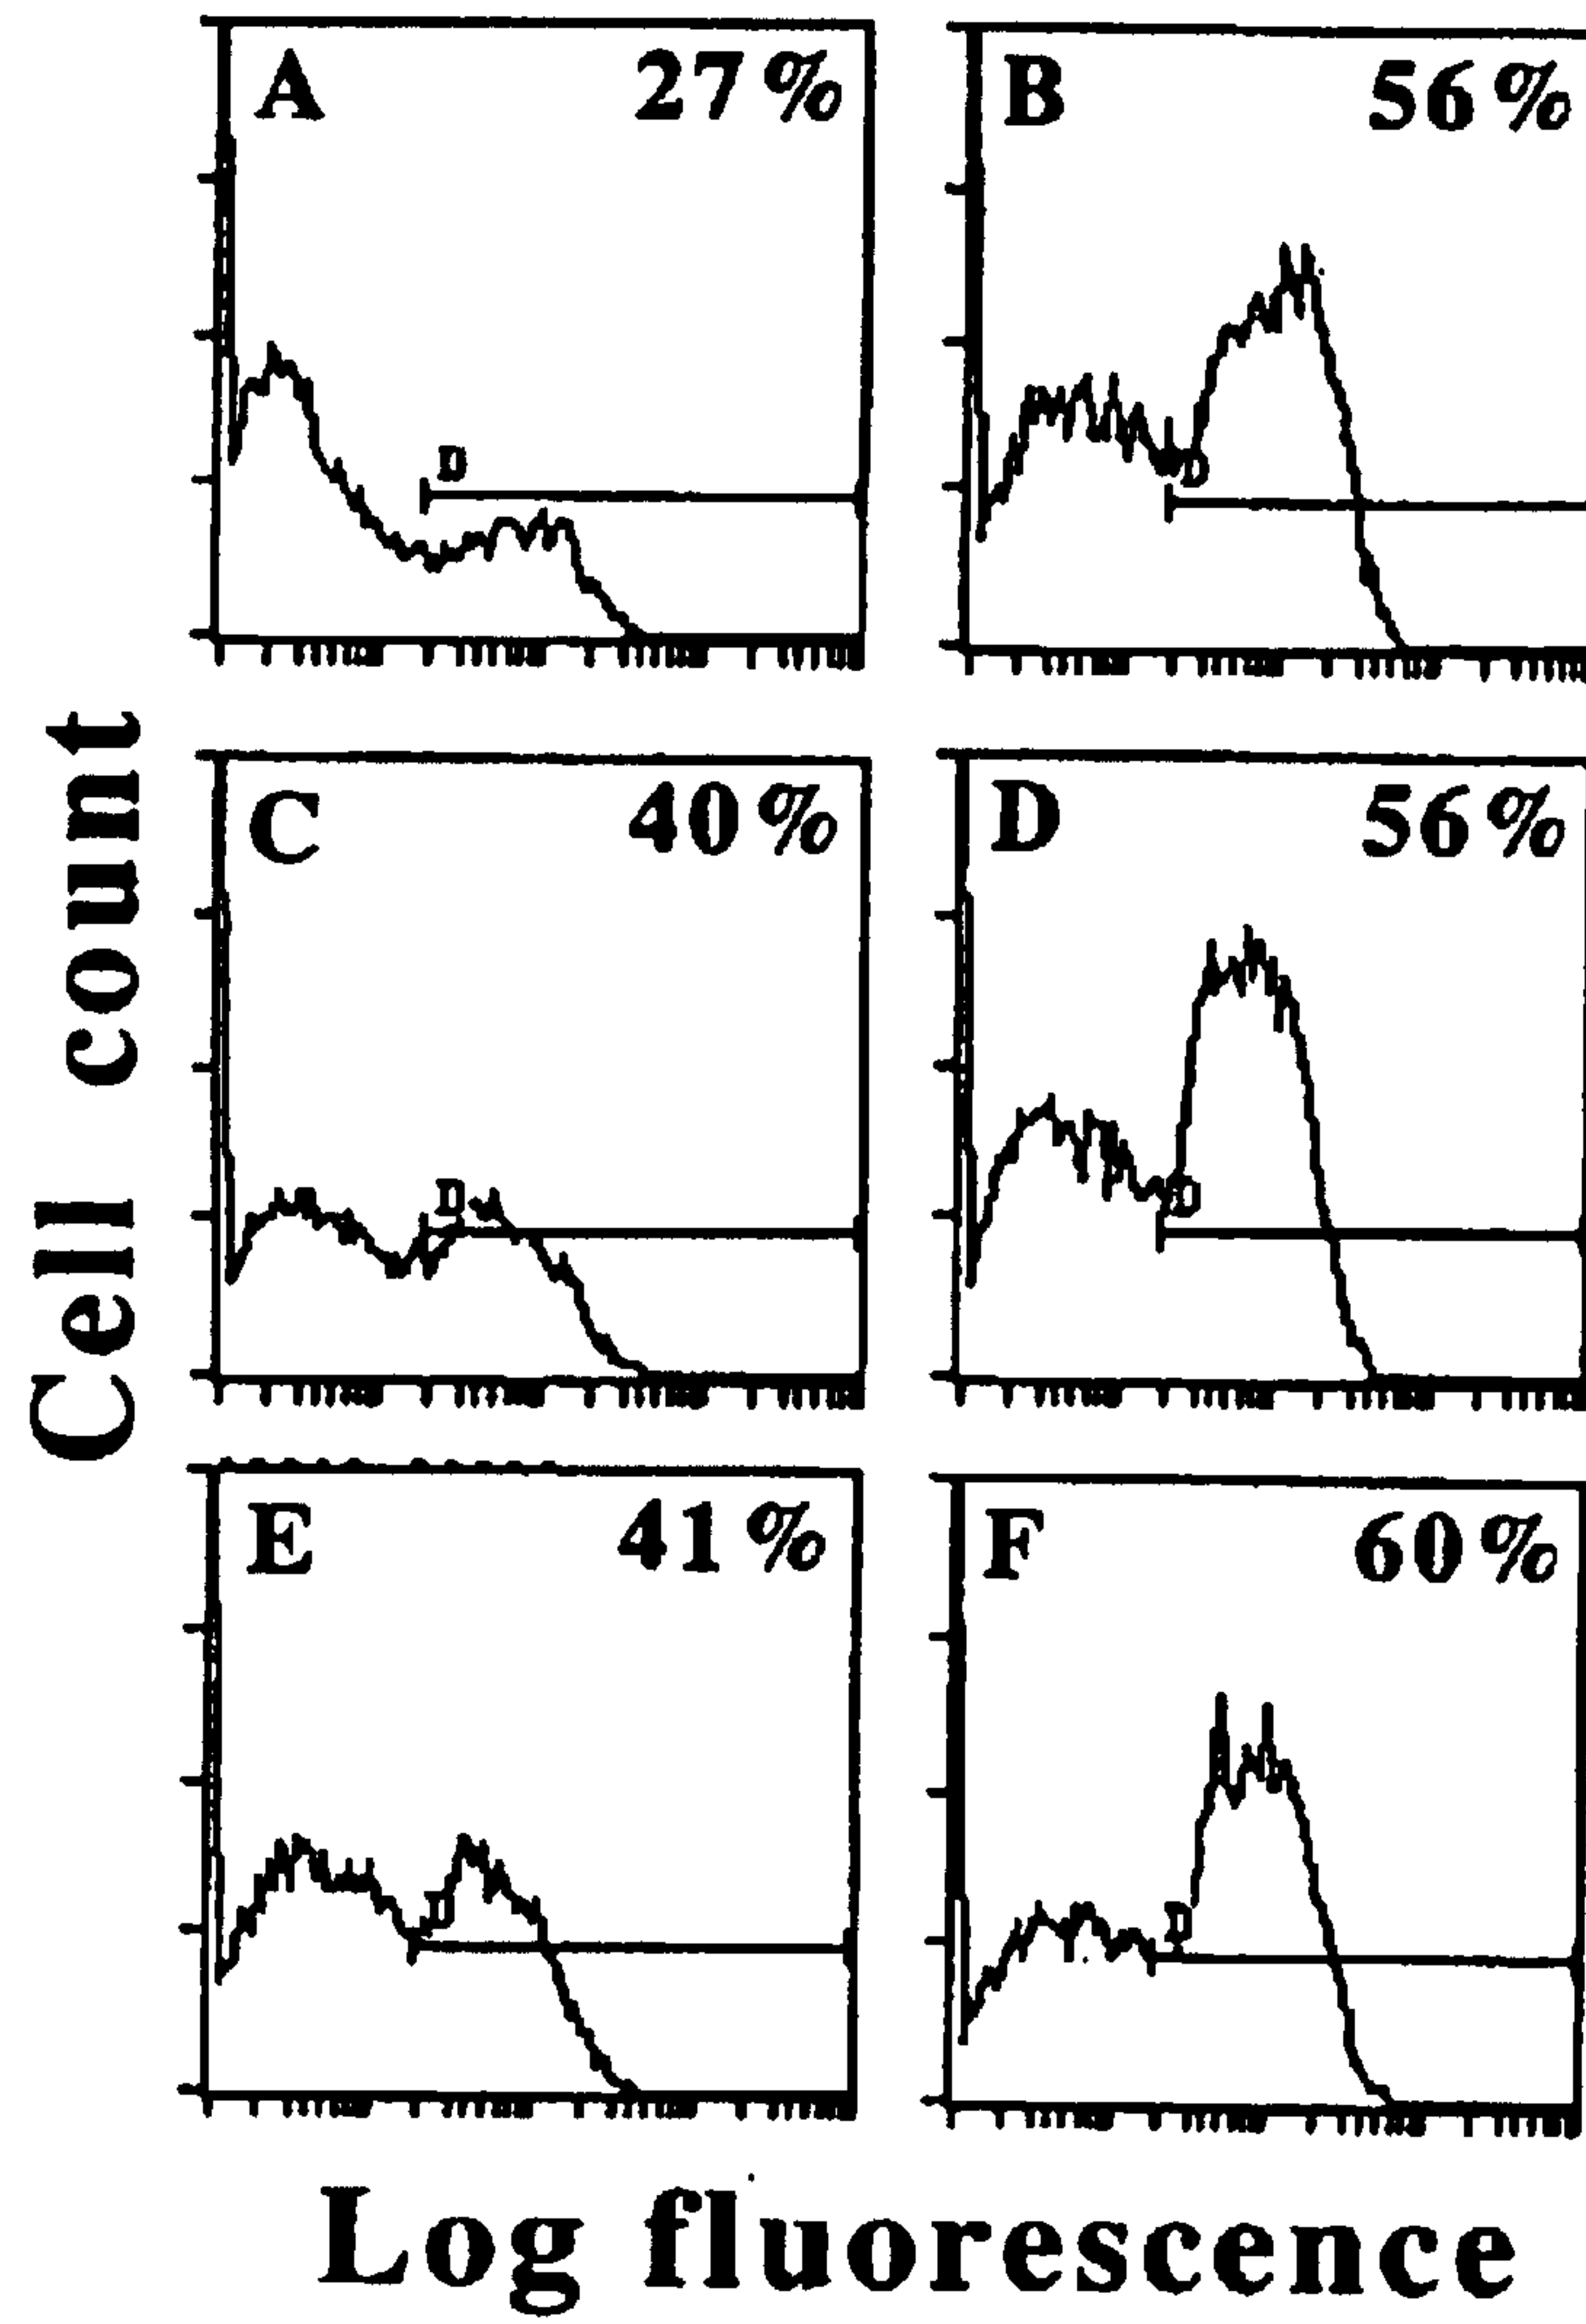 A 27%
D
B 56%
D
C 40%
D
D 56%
D
E 41%
D
F 60%
D
Cell count
Log fluorescence